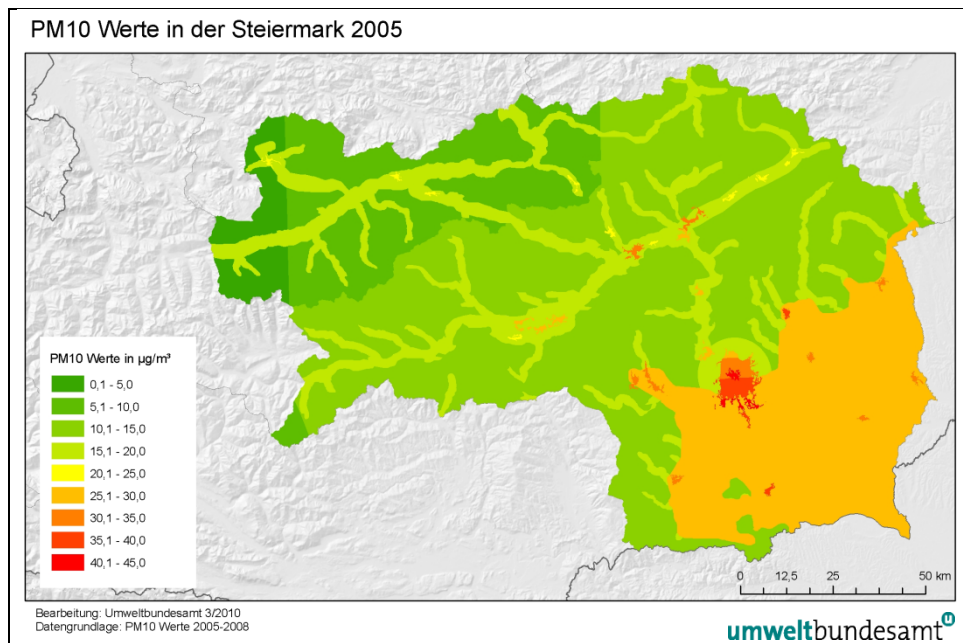 PM10 Werte in der Steiermark 2005
PM10 Werte in µg/m³
0,1 - 5,0
5,1 - 10,0
10,1 - 15,0
15,1 - 20,0
20,1 - 25,0
25,1 - 30,0
30,1 - 35,0
35,1 - 40,0
40,1 - 45,0
0 12,5 25 50 km
Bearbeitung: Umweltbundesamt 3/2010
Datengrundlage: PM10 Werte 2005-2008
umweltbundesamt u